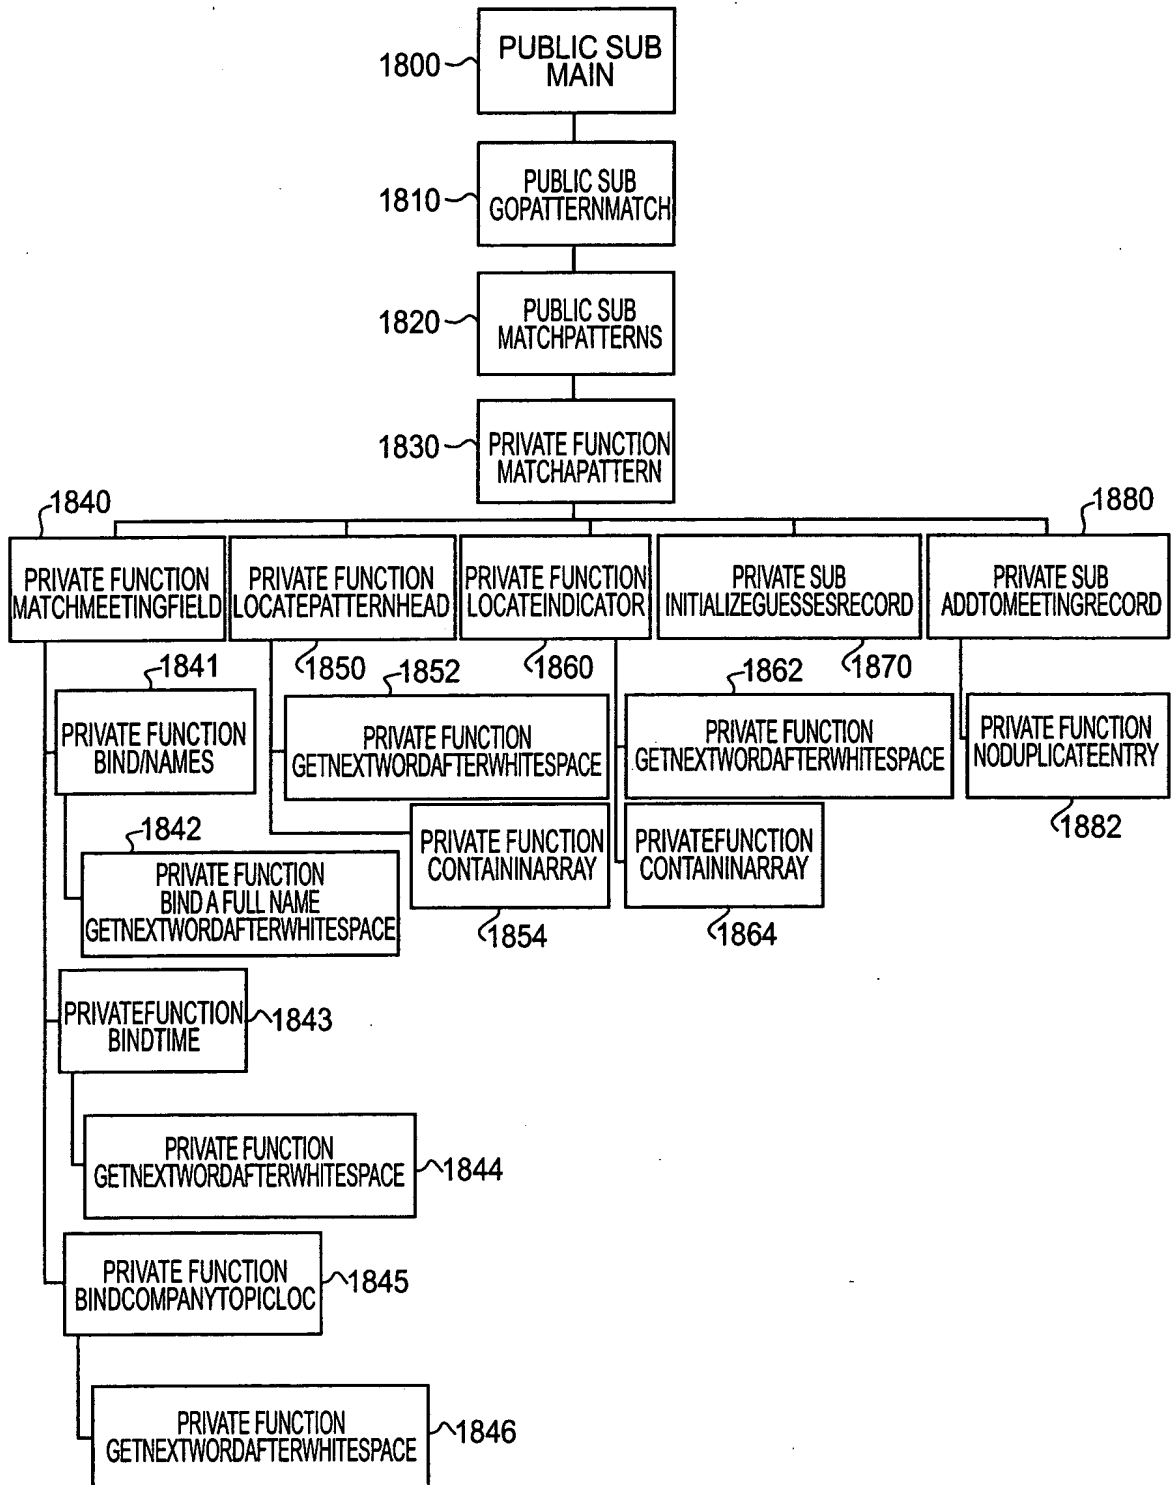 PUBLIC SUB
MAIN
1800
PUBLIC SUB
GOPATTERNMATCH
1810
PUBLIC SUB
MATCHPATTERNS
1820
PRIVATE FUNCTION
MATCHAPATTERN
1830
1840
1880
PRIVATE FUNCTION
MATCHMEETINGFIELD
PRIVATE FUNCTION
LOCATEPATTERNHEAD
PRIVATE FUNCTION
LOCATEINDICATOR
PRIVATE SUB
INITIALIZEGUESSESRECORD
PRIVATE SUB
ADDTOMEETINGRECORD
1841
1850
1852
1860
1862
1870
PRIVATE FUNCTION
BIND/NAMES
PRIVATE FUNCTION
GETNEXTWORDAFTERWHITESPACE
PRIVATE FUNCTION
GETNEXTWORDAFTERWHITESPACE
PRIVATE FUNCTION
NODUPLICATEENTRY
1882
1842
PRIVATE FUNCTION
BIND A FULL NAME
GETNEXTWORDAFTERWHITESPACE
PRIVATE FUNCTION
CONTAININARRAY
1854
PRIVATEFUNCTION
CONTAININARRAY
1864
PRIVATEFUNCTION
BINDTIME
1843
PRIVATE FUNCTION
GETNEXTWORDAFTERWHITESPACE
1844
PRIVATE FUNCTION
BINDCOMPANYTOPICLOC
1845
PRIVATE FUNCTION
GETNEXTWORDAFTERWHITESPACE
1846